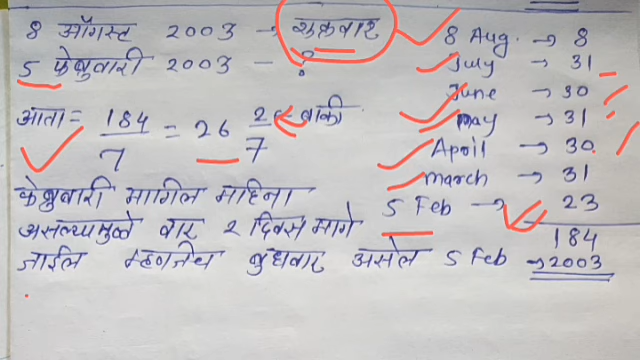 8 ऑगस्ट 2003 → शुक्रवार
5 फेब्रुवारी 2003 - ?
आता = 184/7 = 26 2/7 ← बाकी
फेब्रुवारी मागिल महिना
असल्यामुळे वार 2 दिवस मागे
जाईल म्हणजेच बुधवार असेल 5 Feb → 2003
8 Aug. → 8
July → 31
June → 30
may → 31
Aporil → 30
march → 31
5 Feb → 23
184